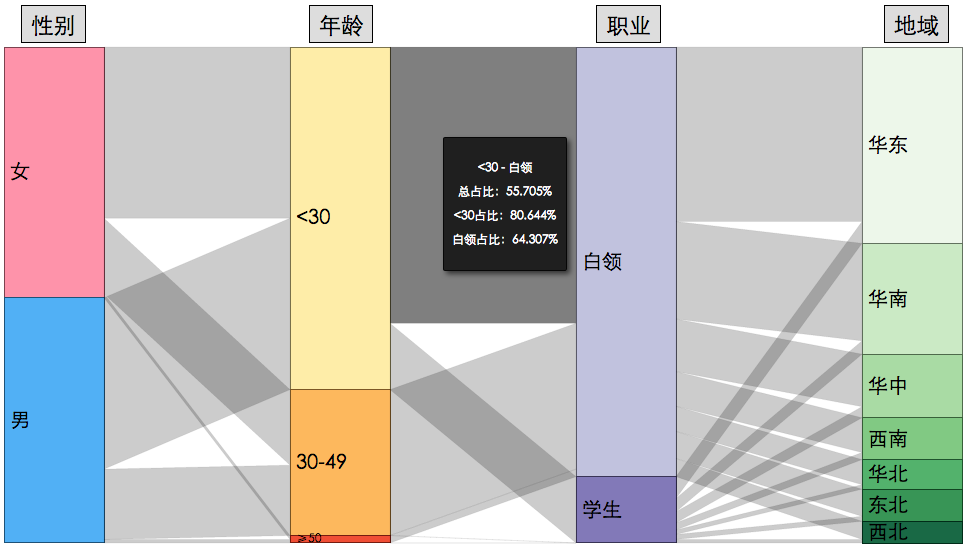 性别
年龄
职业
地域
女
男
<30
30-49
≥50
<30 - 白领
总占比：55.705%
<30占比：80.644%
白领占比：64.307%
白领
学生
华东
华南
华中
西南
华北
东北
西北